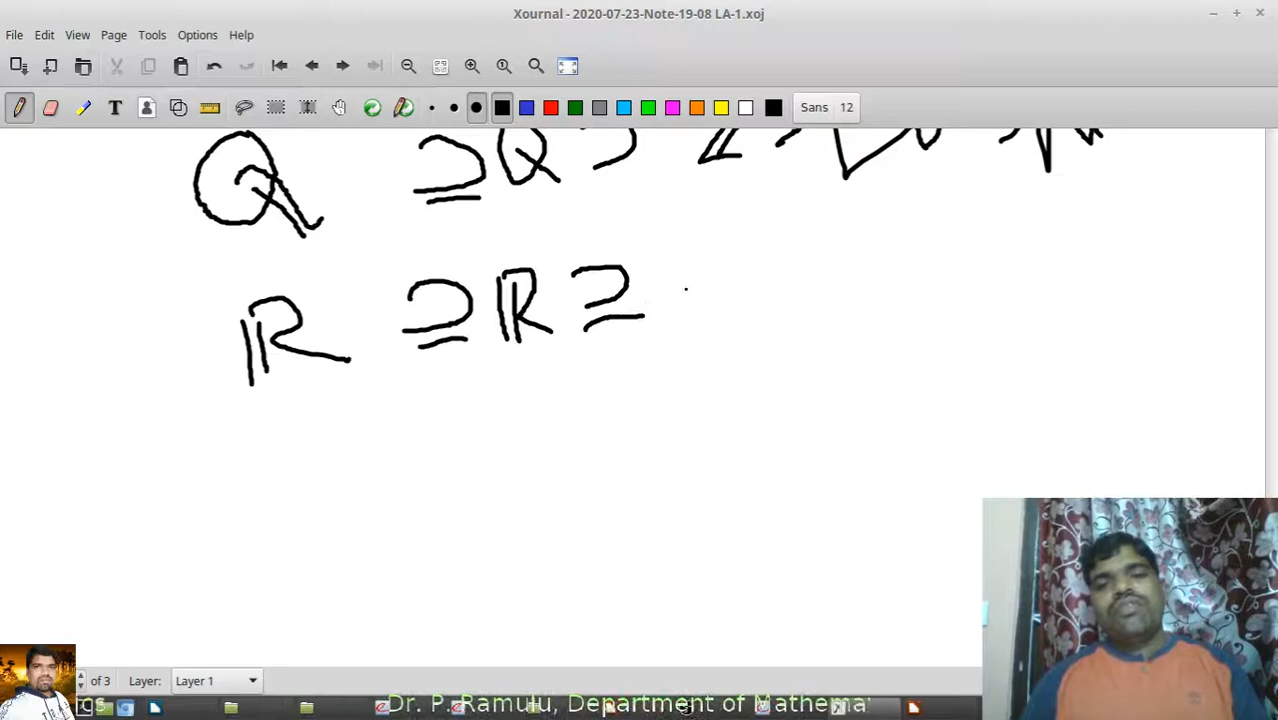 Xournal - 2020-07-23-Note-19-08 LA-1.xoj
File Edit View Page Tools Options Help
Sans 12
Q ⊇ Q ⊇
ℝ ⊇ ℝ ⊇
of 3 Layer: Layer 1
cs Dr. P. Ramulu, Department of Mathema